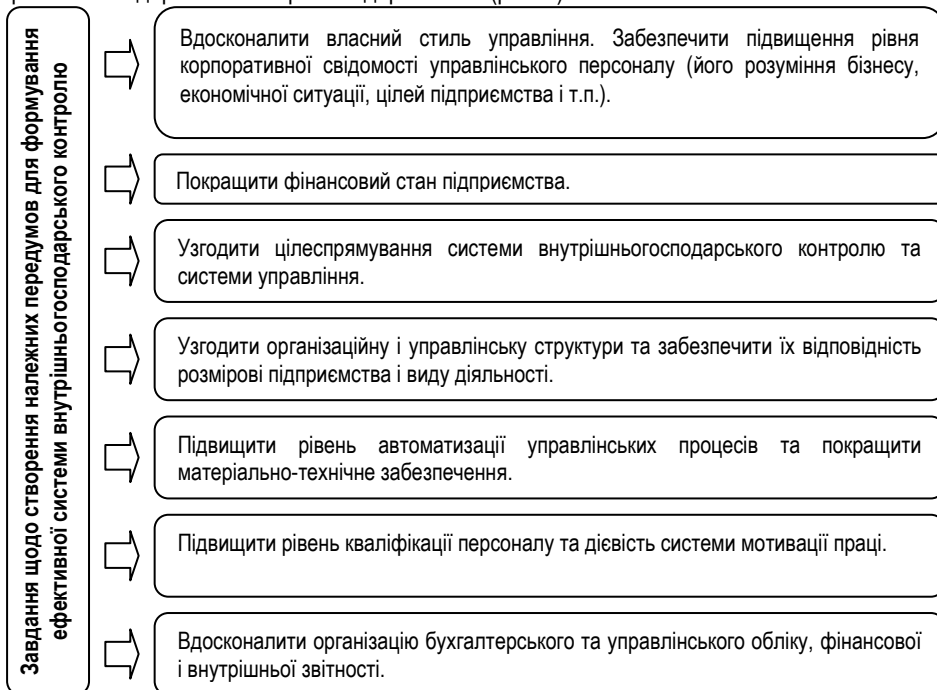 Завдання щодо створення належних передумов для формування
ефективної системи внутрішньогосподарського контролю
Вдосконалити власний стиль управління. Забезпечити підвищення рівня
корпоративної свідомості управлінського персоналу (його розуміння бізнесу,
економічної ситуації, цілей підприємства і т.п.).
Покращити фінансовий стан підприємства.
Узгодити цілеспрямування системи внутрішньогосподарського контролю та
системи управління.
Узгодити організаційну і управлінську структури та забезпечити їх відповідність
розмірові підприємства і виду діяльності.
Підвищити рівень автоматизації управлінських процесів та покращити
матеріально-технічне забезпечення.
Підвищити рівень кваліфікації персоналу та дієвість системи мотивації праці.
Вдосконалити організацію бухгалтерського та управлінського обліку, фінансової
і внутрішньої звітності.